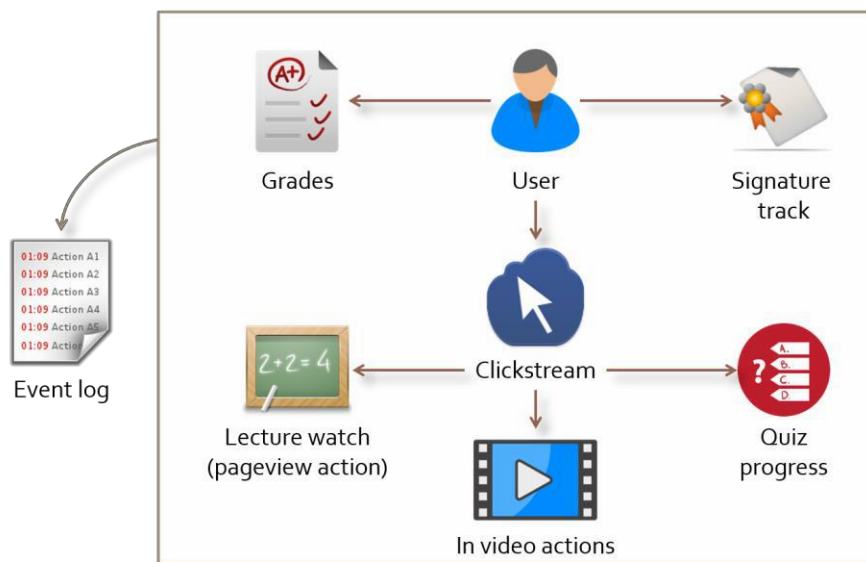 A+
Grades
User
Signature
track
01:09 Action A1
01:09 Action A2
01:09 Action A3
01:09 Action A4
01:09 Action A5
01:09 Action
Event log
2+2=4
Lecture watch
(pageview action)
Clickstream
?
A.
B.
C.
D
Quiz
progress
In video actions